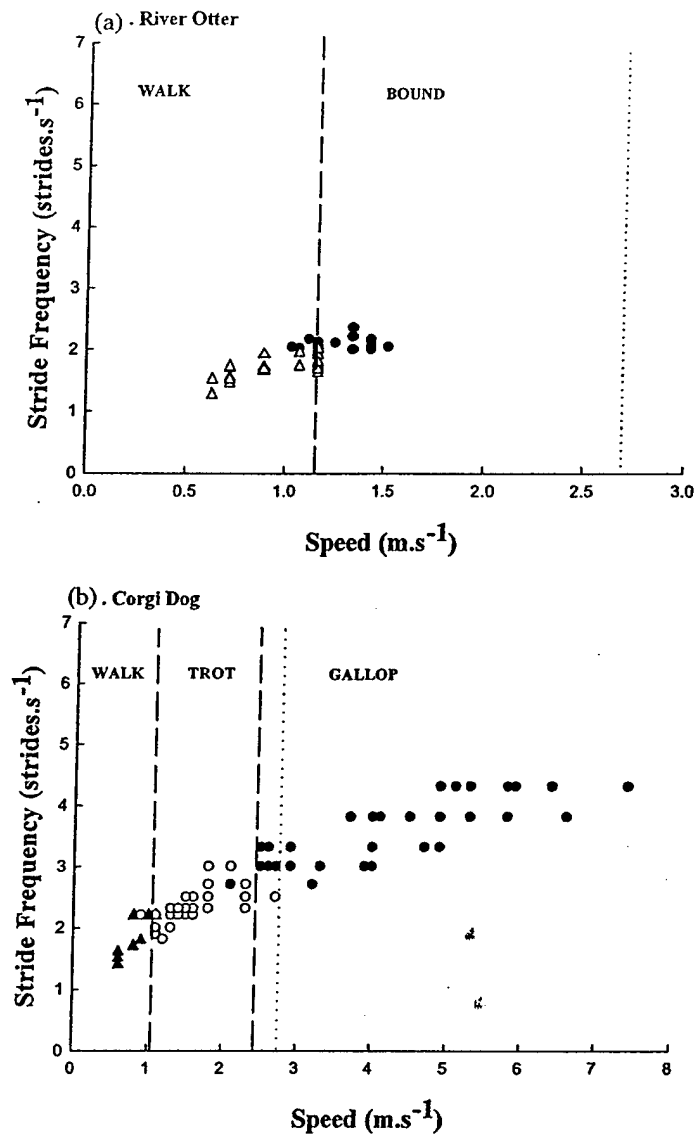 (a) . River Otter
7
6
5
4
3
2
1
0
Stride Frequency (strides.s-1)
WALK
BOUND
0.0 0.5 1.0 1.5 2.0 2.5 3.0
Speed (m.s-1)
(b) . Corgi Dog
7
6
5
4
3
2
1
0
Stride Frequency (strides.s-1)
WALK
TROT
GALLOP
0 1 2 3 4 5 6 7 8
Speed (m.s-1)